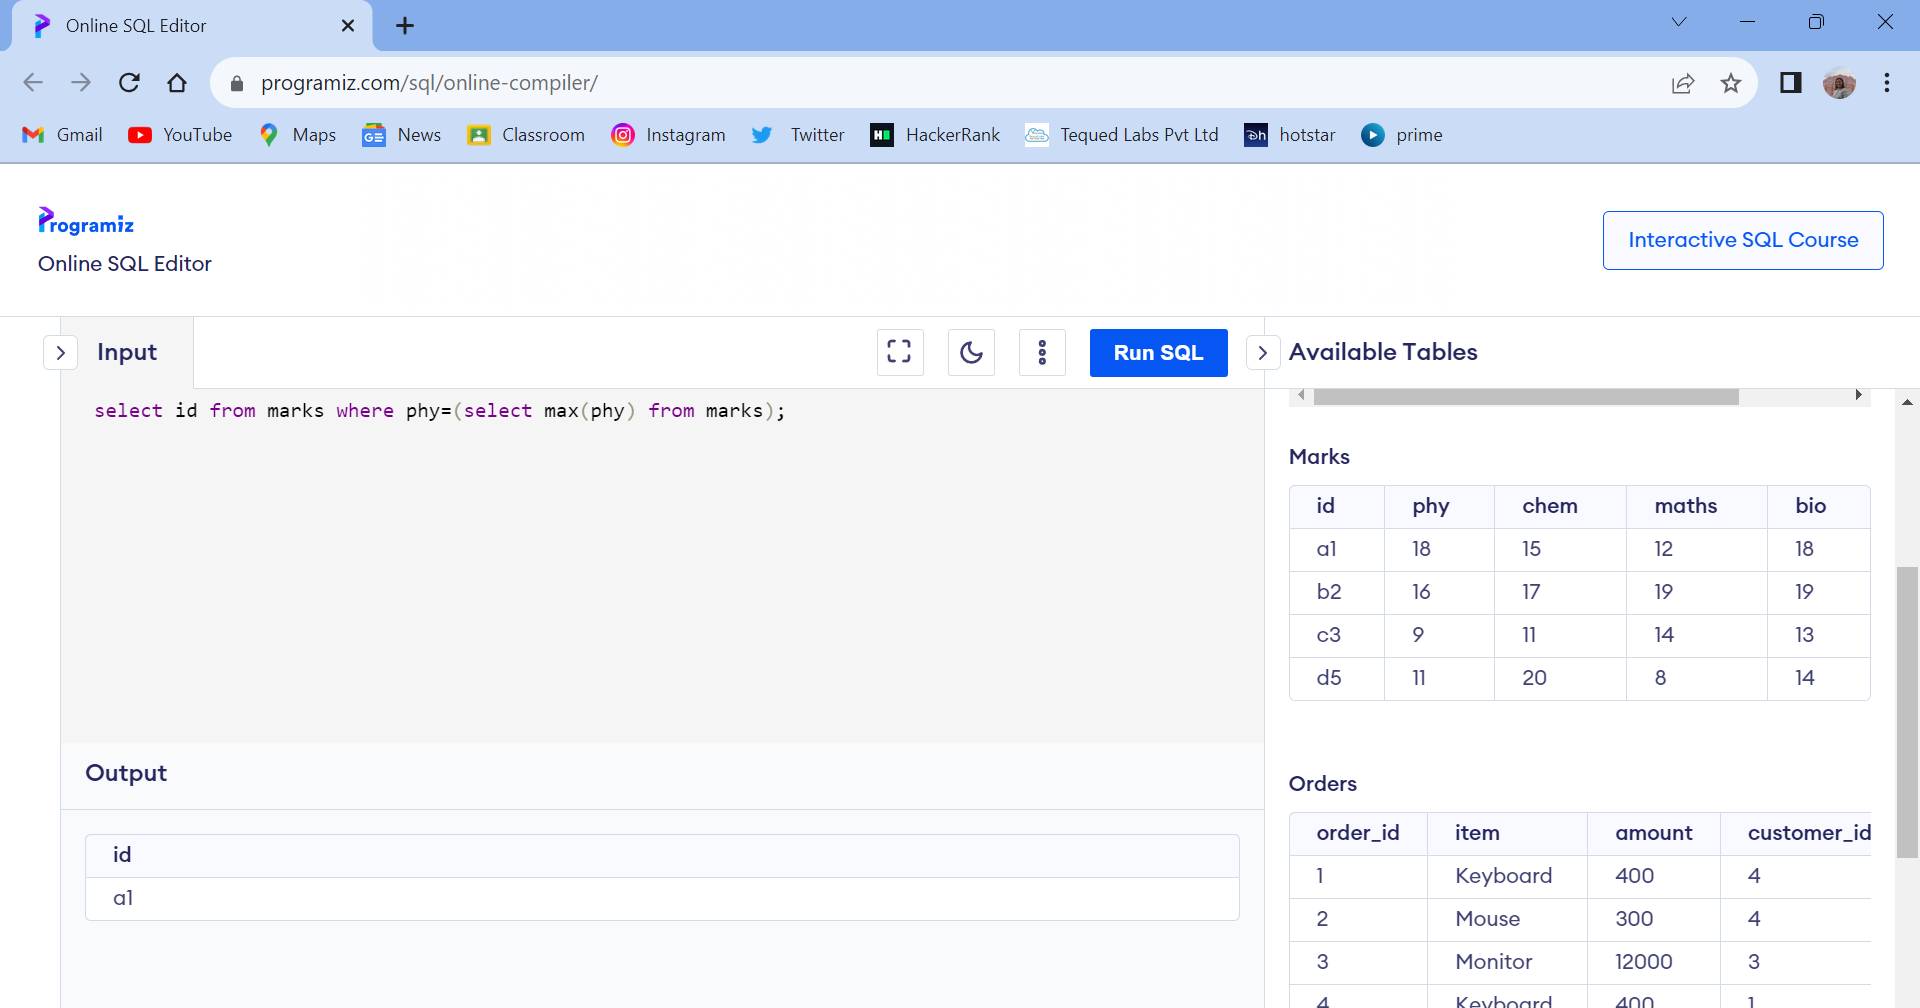 Online SQL Editor
programiz.com/sql/online-compiler/
Gmail YouTube Maps News Classroom Instagram Twitter HackerRank Tequed Labs Pvt Ltd hotstar prime
Programiz
Online SQL Editor
Interactive SQL Course
Input
Run SQL
select id from marks where phy=(select max(phy) from marks);
Output
id
a1
Available Tables
Marks
id phy chem maths bio
a1 18 15 12 18
b2 16 17 19 19
c3 9 11 14 13
d5 11 20 8 14
Orders
order_id item amount customer_id
1 Keyboard 400 4
2 Mouse 300 4
3 Monitor 12000 3
4 Keyboard 400 1